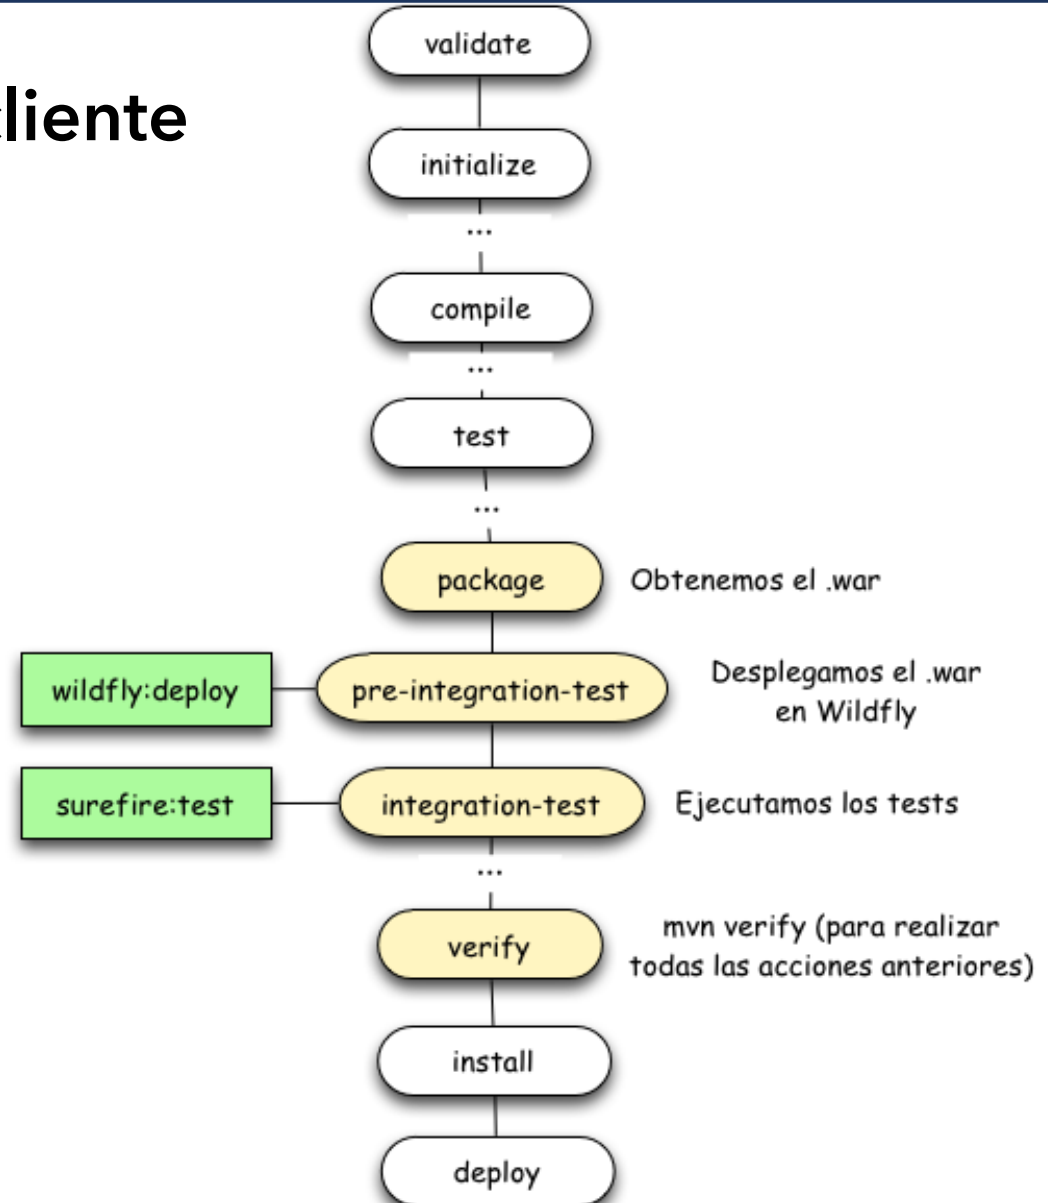 validate
cliente
initialize
...
compile
...
test
...
package
Obtenemos el .war
wildfly:deploy
pre-integration-test
Desplegamos el .war
en Wildfly
surefire:test
integration-test
Ejecutamos los tests
...
verify
mvn verify (para realizar
todas las acciones anteriores)
install
deploy